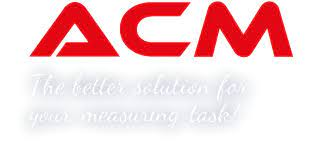 ACM
The better solution for
your measuring task!